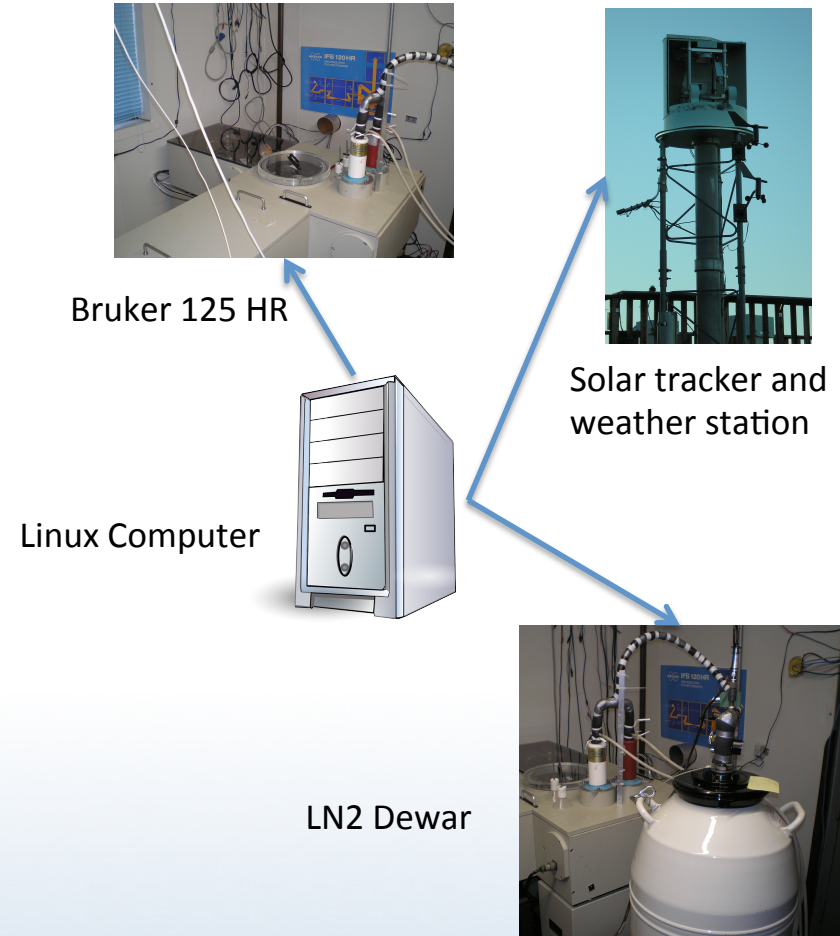 IFS 120HR
Bruker 125 HR
Solar tracker and
weather station
Linux Computer
IFS 120HR
LN2 Dewar